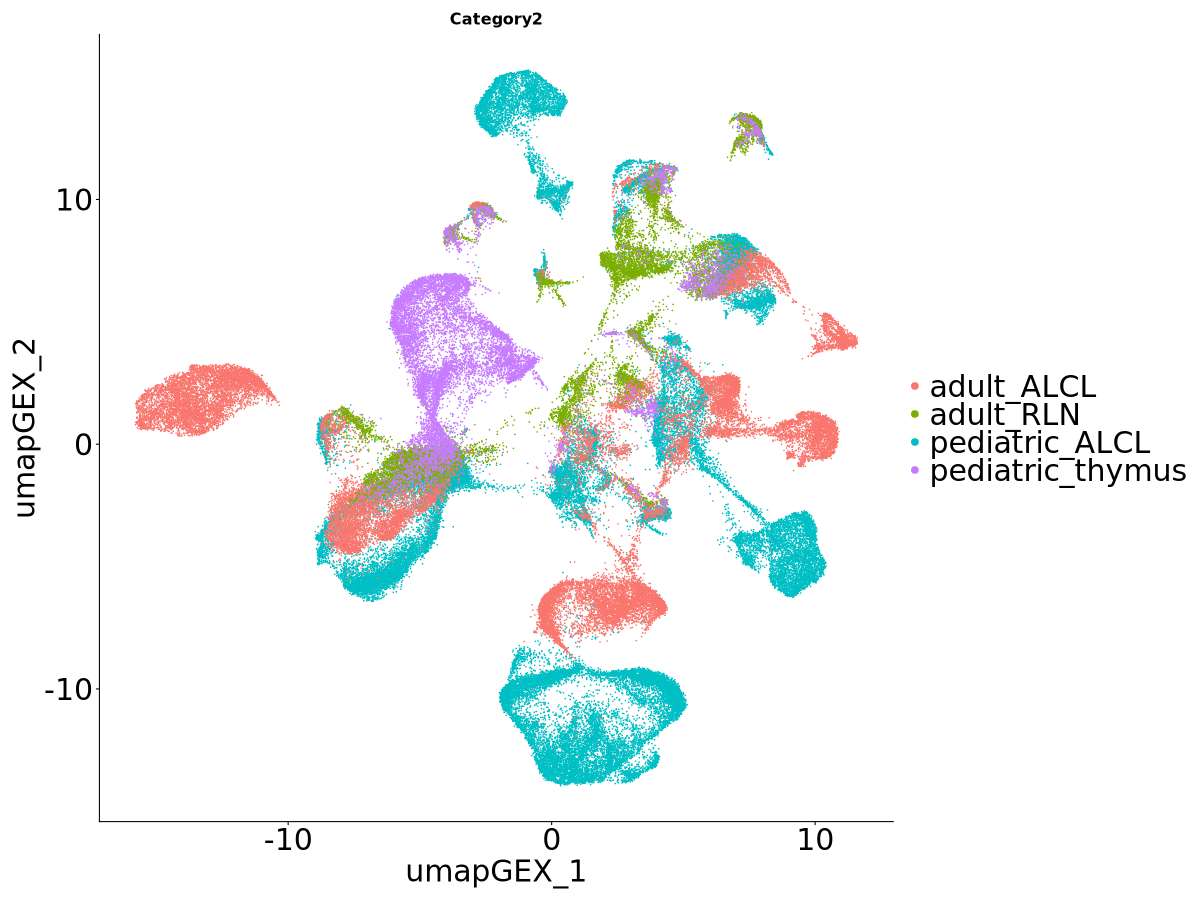 Category2
10
0
-10
umapGEX_2
-10
0
10
umapGEX_1
adult_ALCL
adult_RLN
pediatric_ALCL
pediatric_thymus